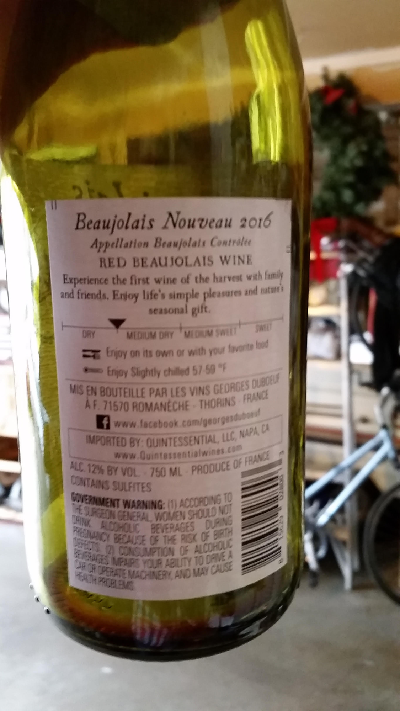 Beaujolais Nouveau 2016
Appellation Beaujolais Contrôlée
RED BEAUJOLAIS WINE
Experience the first wine of the harvest with family
and friends. Enjoy life's simple pleasures and nature's
seasonal gift.
DRY MEDIUM DRY MEDIUM SWEET SWEET
Enjoy on its own or with your favorite food
Enjoy Slightly chilled 57-59 °F
MIS EN BOUTEILLE PAR LES VINS GEORGES DUBOEUF
À F. 71570 ROMANÈCHE - THORINS · FRANCE
www.facebook.com/georgesduboeuf
IMPORTED BY: QUINTESSENTIAL, LLC, NAPA, CA
www.Quintessentialwines.com
ALC. 12% BY VOL. - 750 ML - PRODUCE OF FRANCE
CONTAINS SULFITES
GOVERNMENT WARNING: (1) ACCORDING TO
THE SURGEON GENERAL, WOMEN SHOULD NOT
DRINK ALCOHOLIC BEVERAGES DURING
PREGNANCY BECAUSE OF THE RISK OF BIRTH
DEFECTS. (2) CONSUMPTION OF ALCOHOLIC
BEVERAGES IMPAIRS YOUR ABILITY TO DRIVE A
CAR OR OPERATE MACHINERY, AND MAY CAUSE
HEALTH PROBLEMS